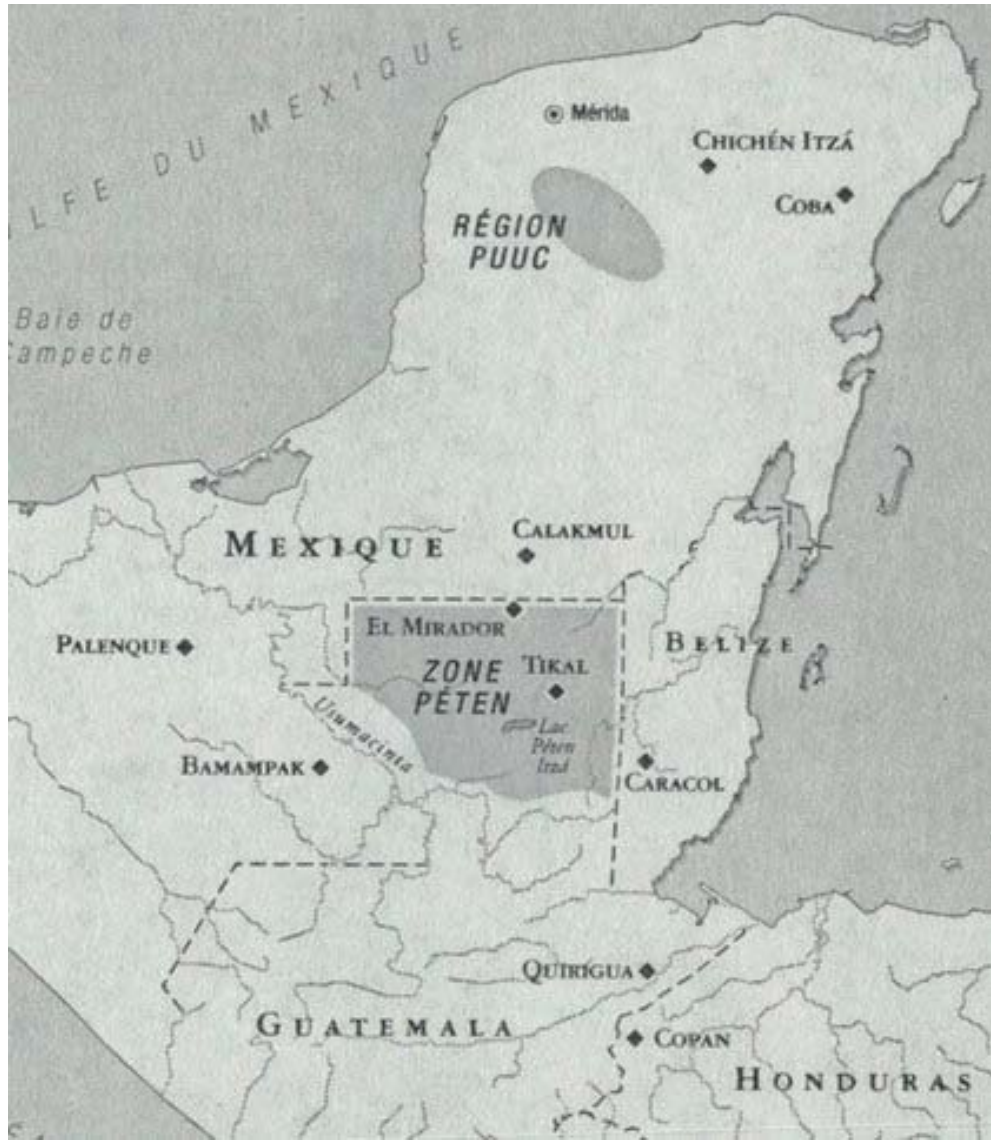 LFE DU MEXIQUE
Mérida
CHICHÉN ITZÁ
COBA
RÉGION
PUUC
Baie de
ampeche
CALAKMUL
MEXIQUE
EL MIRADOR
BELIZE
PALENQUE
ZONE
PÉTEN
TIKAL
Usumacinta
Lac
Péten
Itzá
BAMAMPAK
CARACOL
QUIRIGUA
GUATEMALA
COPAN
HONDURAS